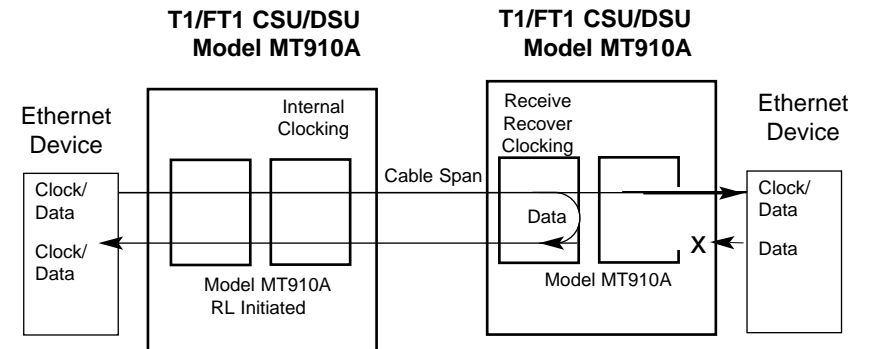 T1/FT1 CSU/DSU
Model MT910A
T1/FT1 CSU/DSU
Model MT910A
Ethernet
Device
Internal
Clocking
Receive
Recover
Clocking
Ethernet
Device
Clock/
Data
Cable Span
Clock/
Data
Data
Clock/
Data
X
Data
Model MT910A
RL Initiated
Model MT910A